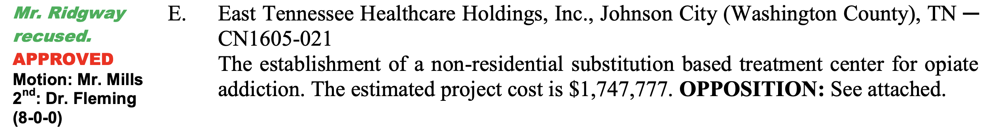 Mr. Ridgway
recused.
APPROVED
Motion: Mr. Mills
2nd: Dr. Fleming
(8-0-0)
E. East Tennessee Healthcare Holdings, Inc., Johnson City (Washington County), TN —
CN1605-021
The establishment of a non-residential substitution based treatment center for opiate
addiction. The estimated project cost is $1,747,777. OPPOSITION: See attached.